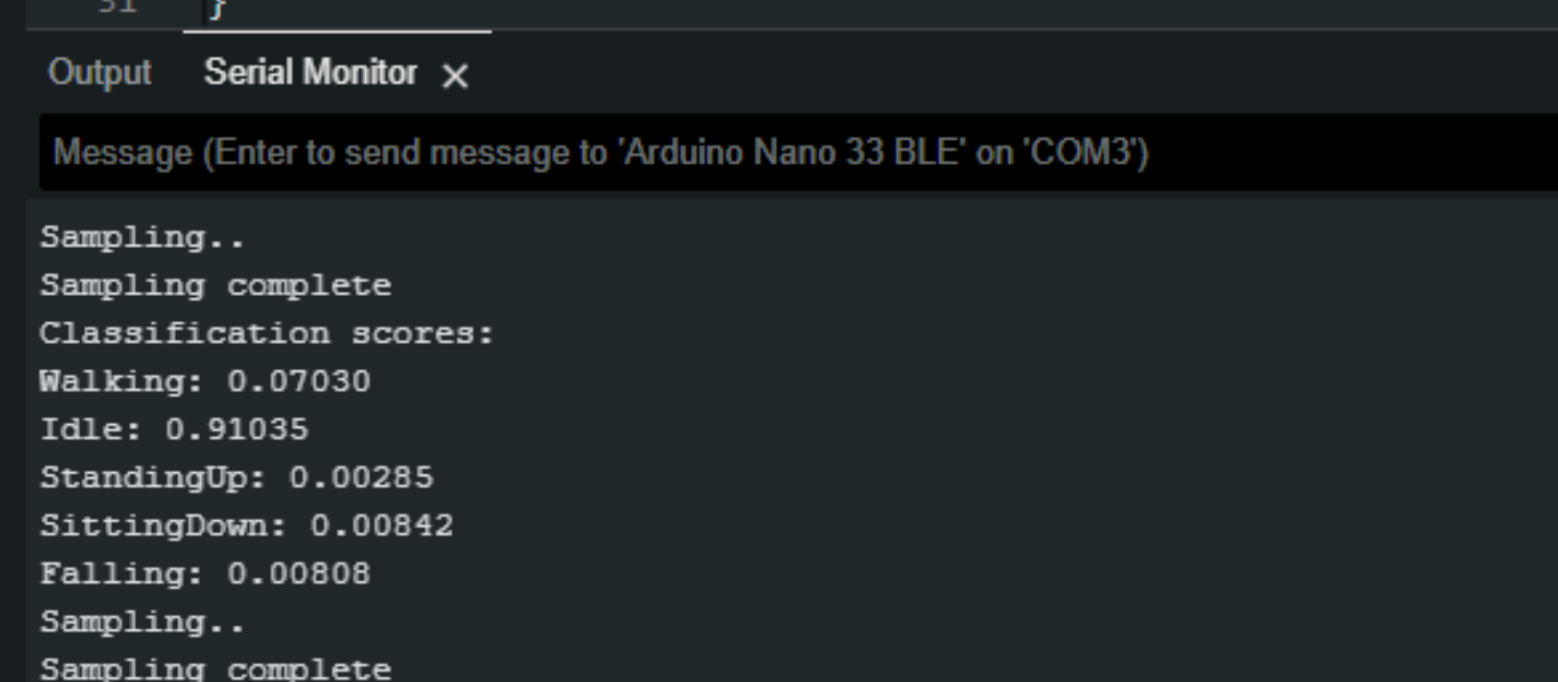 31 }
Output Serial Monitor ×
Message (Enter to send message to 'Arduino Nano 33 BLE' on 'COM3')
Sampling..
Sampling complete
Classification scores:
Walking: 0.07030
Idle: 0.91035
StandingUp: 0.00285
SittingDown: 0.00842
Falling: 0.00808
Sampling..
Sampling complete